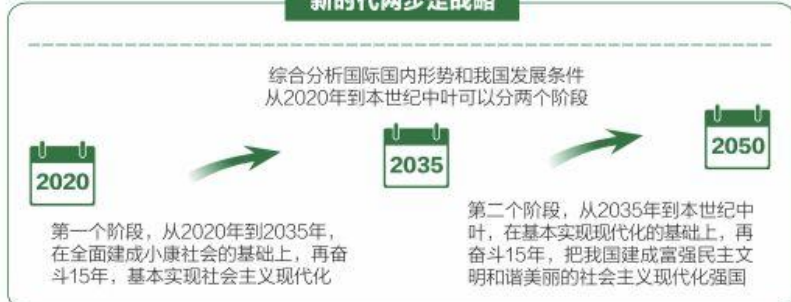 新时代两步走战略
综合分析国际国内形势和我国发展条件
从2020年到本世纪中叶可以分两个阶段
2020
2035
2050
第一个阶段，从2020年到2035年，
在全面建成小康社会的基础上，再奋
斗15年，基本实现社会主义现代化
第二个阶段，从2035年到本世纪中
叶，在基本实现现代化的基础上，再
奋斗15年，把我国建成富强民主文
明和谐美丽的社会主义现代化强国